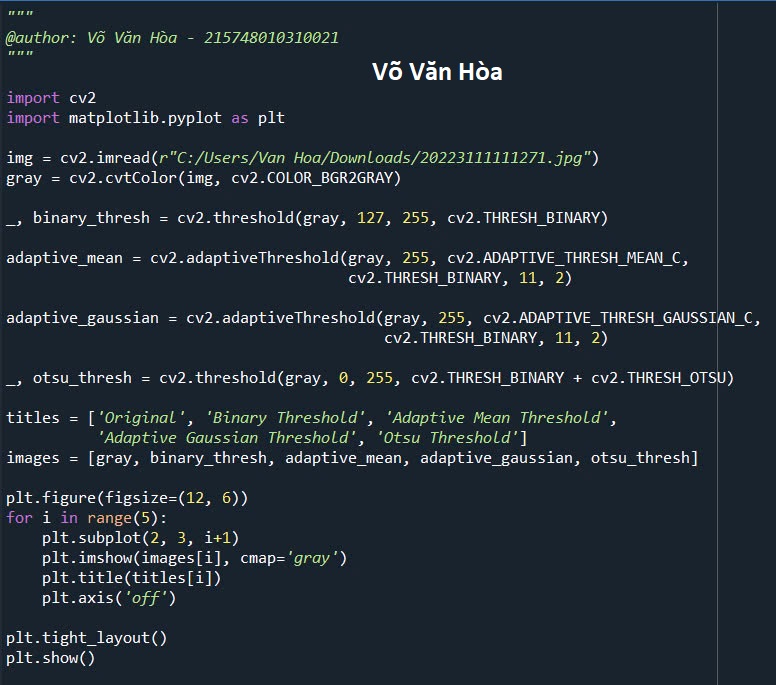 """
@author: Võ Văn Hòa - 215748010310021
"""
Võ Văn Hòa
import cv2
import matplotlib.pyplot as plt

img = cv2.imread(r"C:/Users/Van Hoa/Downloads/20223111111271.jpg")
gray = cv2.cvtColor(img, cv2.COLOR_BGR2GRAY)

_, binary_thresh = cv2.threshold(gray, 127, 255, cv2.THRESH_BINARY)

adaptive_mean = cv2.adaptiveThreshold(gray, 255, cv2.ADAPTIVE_THRESH_MEAN_C,
                                      cv2.THRESH_BINARY, 11, 2)

adaptive_gaussian = cv2.adaptiveThreshold(gray, 255, cv2.ADAPTIVE_THRESH_GAUSSIAN_C,
                                          cv2.THRESH_BINARY, 11, 2)

_, otsu_thresh = cv2.threshold(gray, 0, 255, cv2.THRESH_BINARY + cv2.THRESH_OTSU)

titles = ['Original', 'Binary Threshold', 'Adaptive Mean Threshold',
          'Adaptive Gaussian Threshold', 'Otsu Threshold']
images = [gray, binary_thresh, adaptive_mean, adaptive_gaussian, otsu_thresh]

plt.figure(figsize=(12, 6))
for i in range(5):
    plt.subplot(2, 3, i+1)
    plt.imshow(images[i], cmap='gray')
    plt.title(titles[i])
    plt.axis('off')

plt.tight_layout()
plt.show()